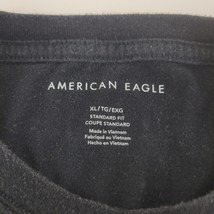 AMERICAN EAGLE
XL/TG/EXG
STANDARD FIT
COUPE STANDARD
Made in Vietnam
Fabriqué au Vietnam
Hecho en Vietnam